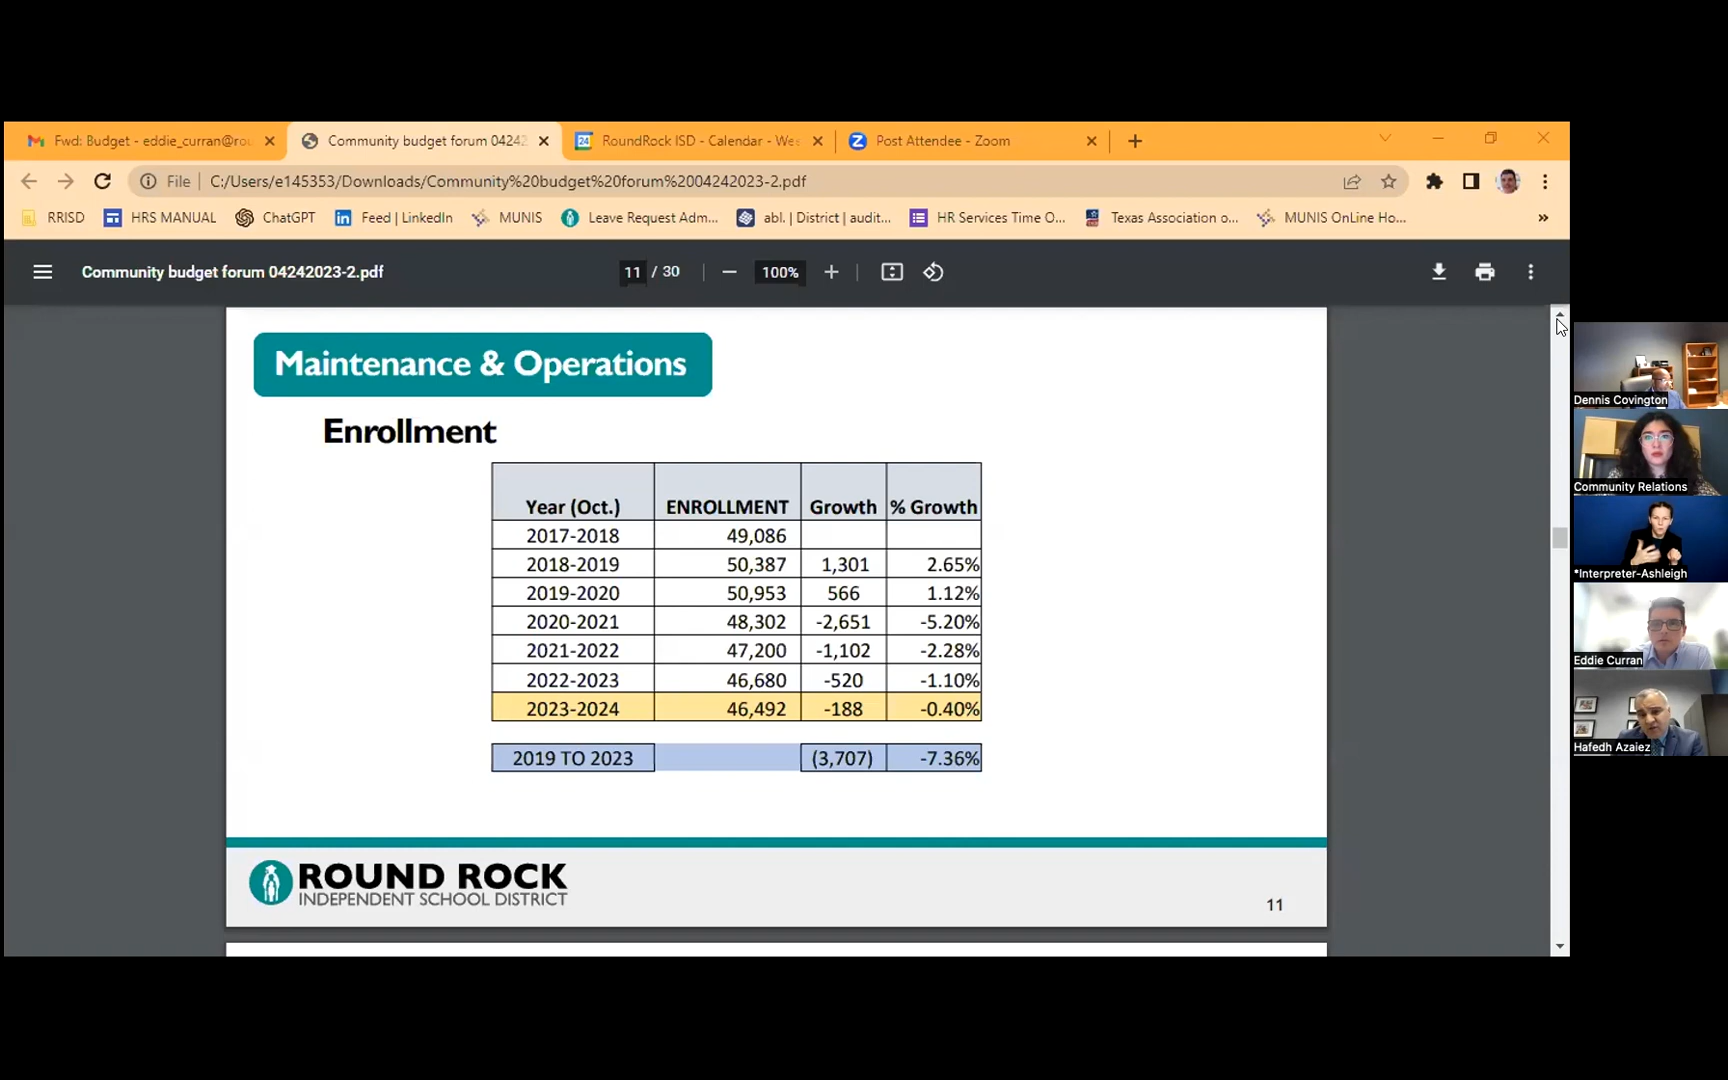 Fwd: Budget - eddie_curran@rou
Community budget forum 04242
24 RoundRock ISD - Calendar - Wee
Post Attendee - Zoom
File C:/Users/e145353/Downloads/Community%20budget%20forum%2004242023-2.pdf
RRISD HRS MANUAL ChatGPT Feed | LinkedIn MUNIS Leave Request Adm... abl. | District | audit... HR Services Time O... Texas Association o... MUNIS OnLine Ho... »
Community budget forum 04242023-2.pdf 11 / 30 100%
Maintenance & Operations
Enrollment
Year (Oct.) ENROLLMENT Growth % Growth
2017-2018 49,086
2018-2019 50,387 1,301 2.65%
2019-2020 50,953 566 1.12%
2020-2021 48,302 -2,651 -5.20%
2021-2022 47,200 -1,102 -2.28%
2022-2023 46,680 -520 -1.10%
2023-2024 46,492 -188 -0.40%
2019 TO 2023 (3,707) -7.36%
ROUND ROCK
INDEPENDENT SCHOOL DISTRICT
11
Dennis Covington
Community Relations
*Interpreter-Ashleigh
Eddie Curran
Hafedh Azaiez